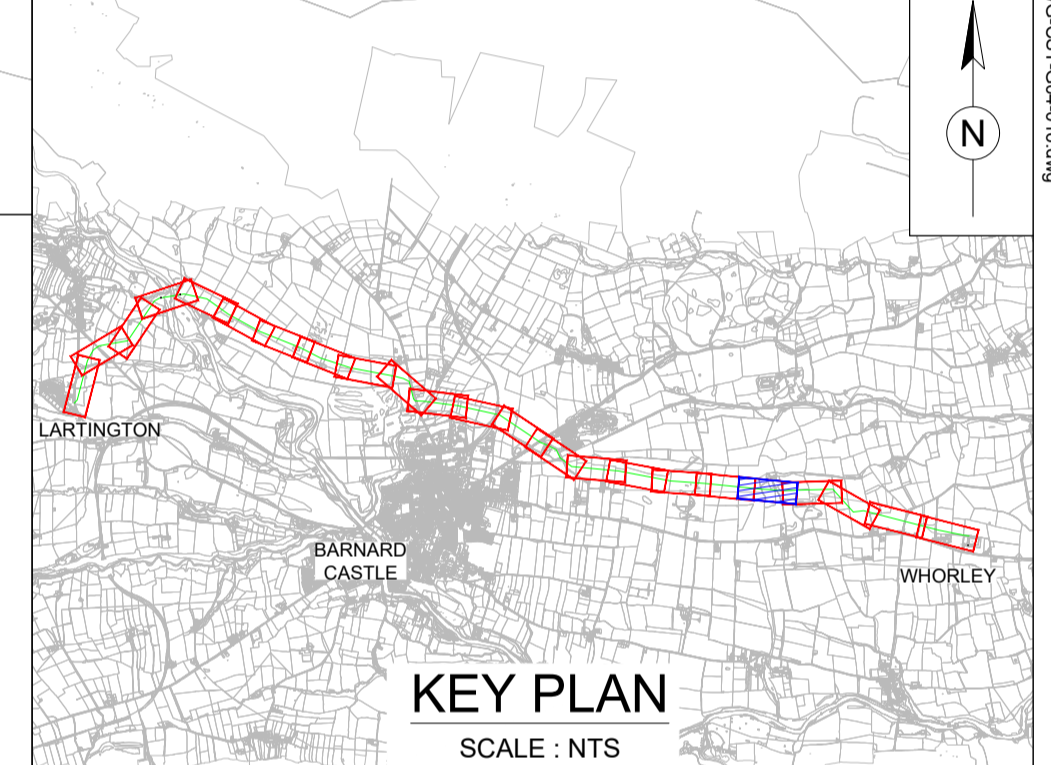 N
LARTINGTON
BARNARD
CASTLE
WHORLEY
KEY PLAN
SCALE : NTS